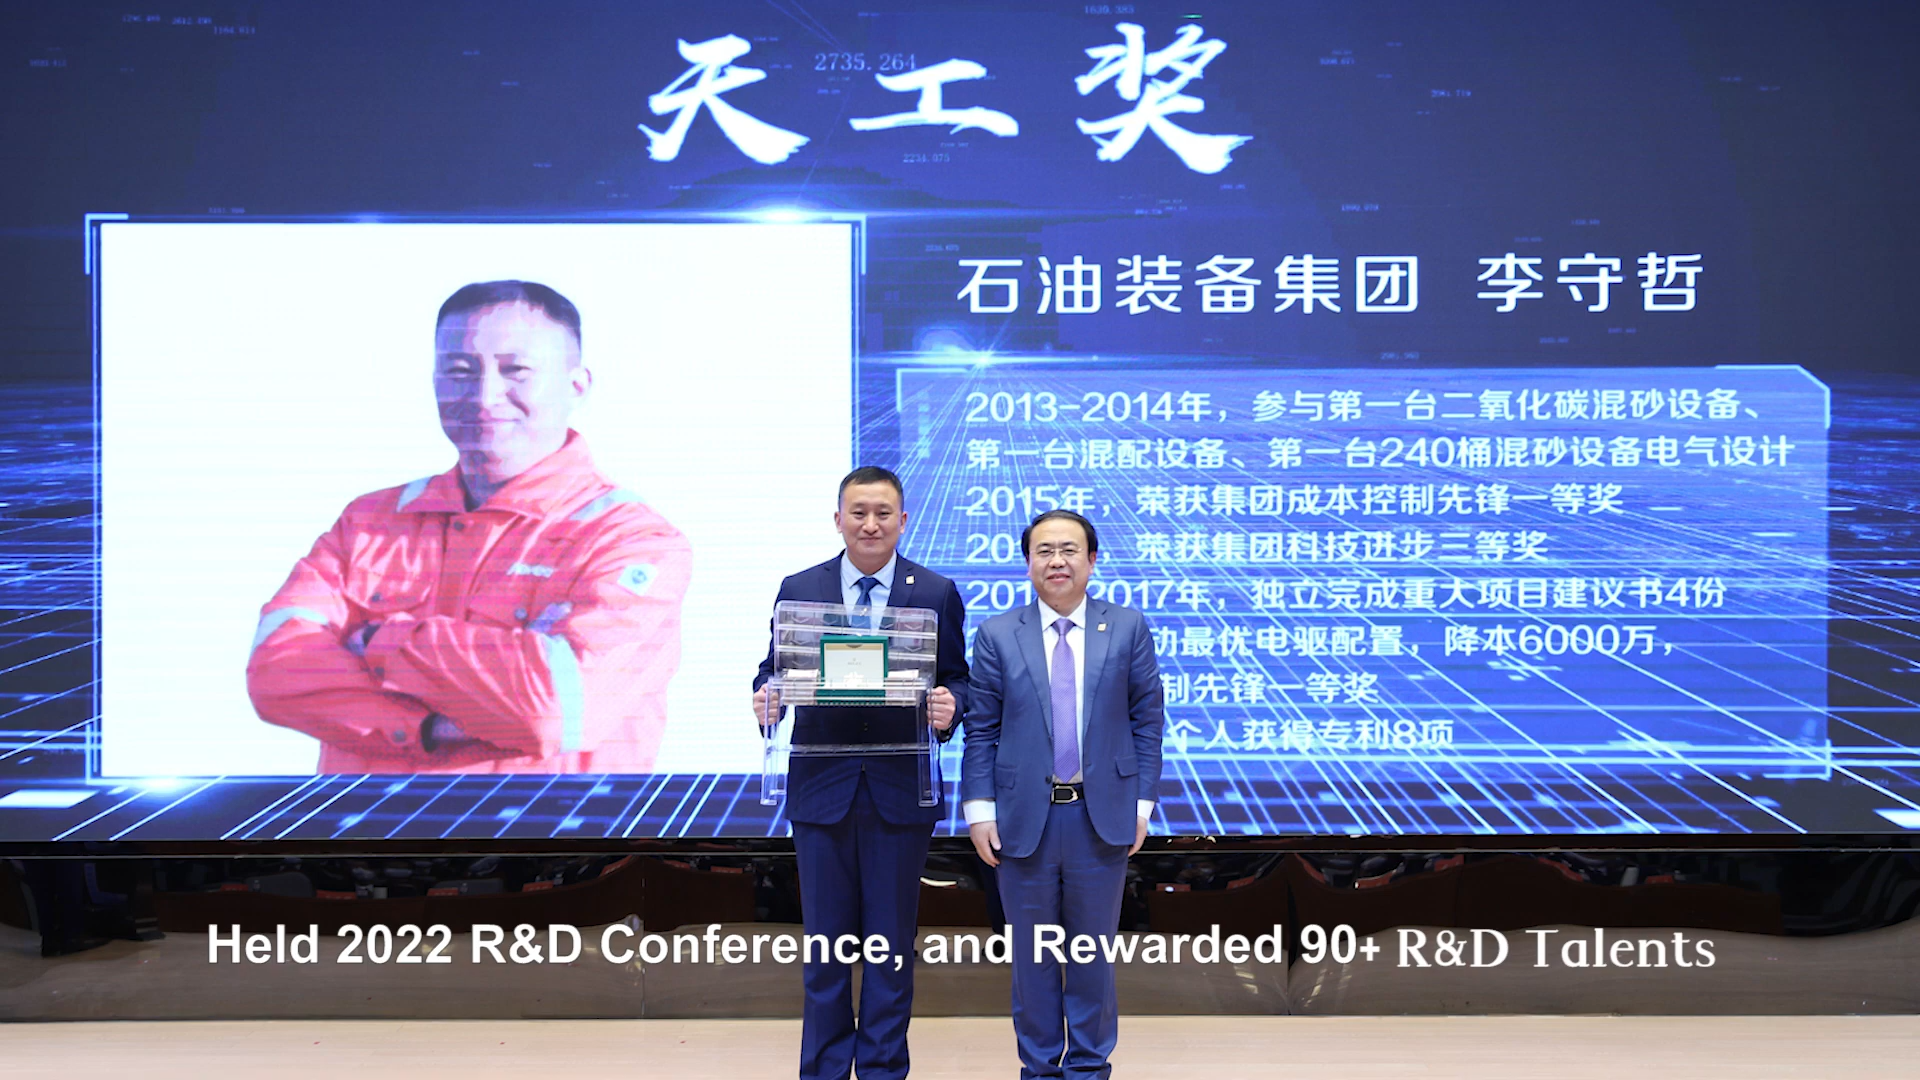 天工奖
石油装备集团 李守哲
2013-2014年，参与第一台二氧化碳混砂设备、
第一台混配设备、第一台240桶混砂设备电气设计
2015年，荣获集团成本控制先锋一等奖
荣获集团科技进步三等奖
2017年，独立完成重大项目建议书4份
最优电驱配置，降本6000万，
制先锋一等奖
个人获得专利8项
Held 2022 R&D Conference, and Rewarded 90+ R&D Talents